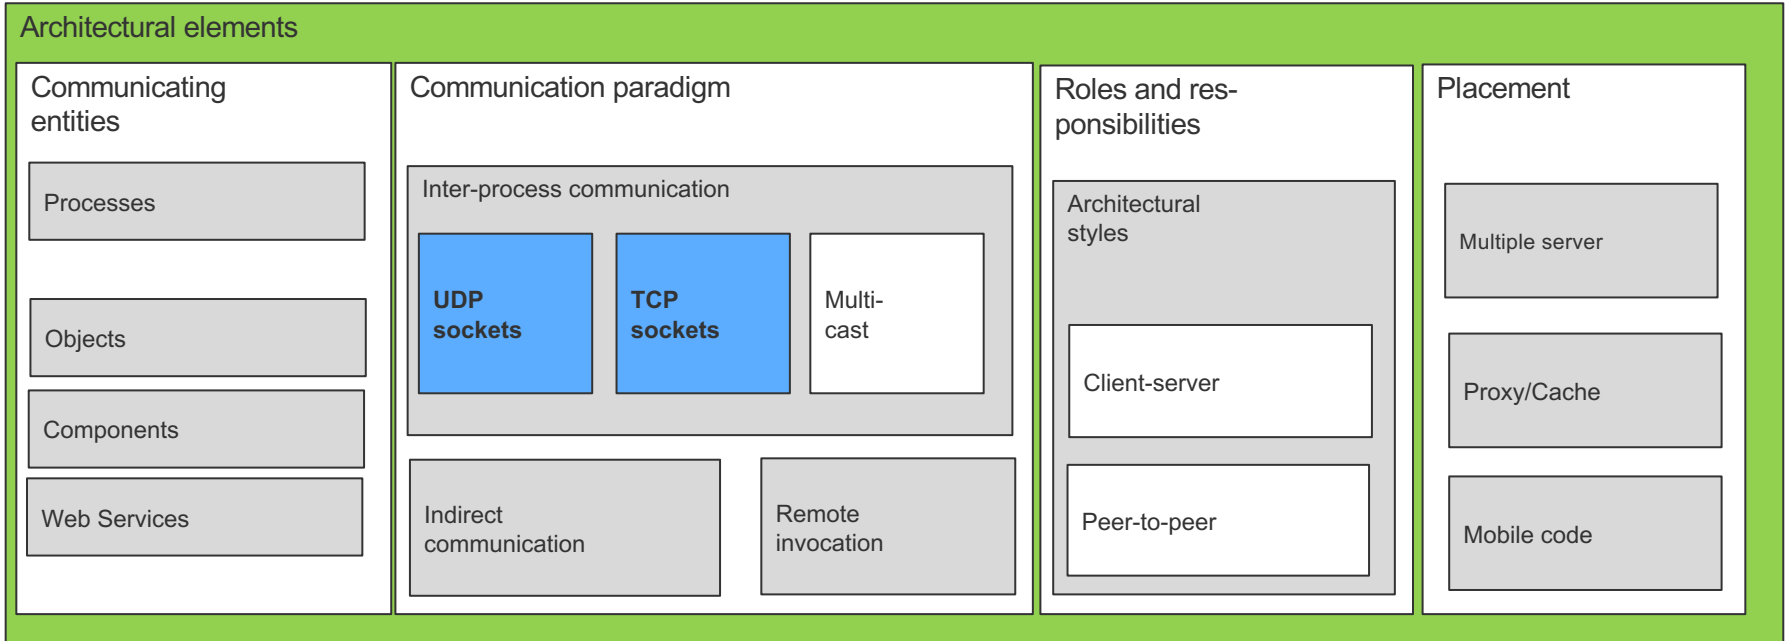 Architectural elements
Communicating
entities
Processes
Objects
Components
Web Services
Communication paradigm
Inter-process communication
UDP
sockets
TCP
sockets
Multi-
cast
Indirect
communication
Remote
invocation
Roles and res-
ponsibilities
Architectural
styles
Client-server
Peer-to-peer
Placement
Multiple server
Proxy/Cache
Mobile code